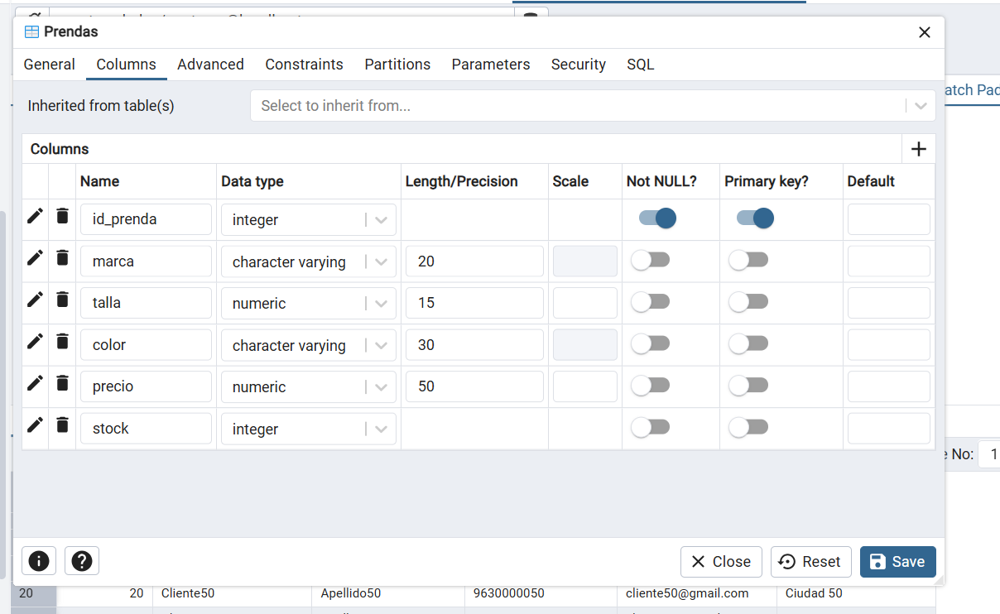 Prendas
General Columns Advanced Constraints Partitions Parameters Security SQL
atch Pad
Inherited from table(s) Select to inherit from...
Columns
Name Data type Length/Precision Scale Not NULL? Primary key? Default
id_prenda integer
marca character varying 20
talla numeric 15
color character varying 30
precio numeric 50
stock integer
No: 1
Close Reset Save
20 20 Cliente50 Apellido50 9630000050 cliente50@gmail.com Ciudad 50